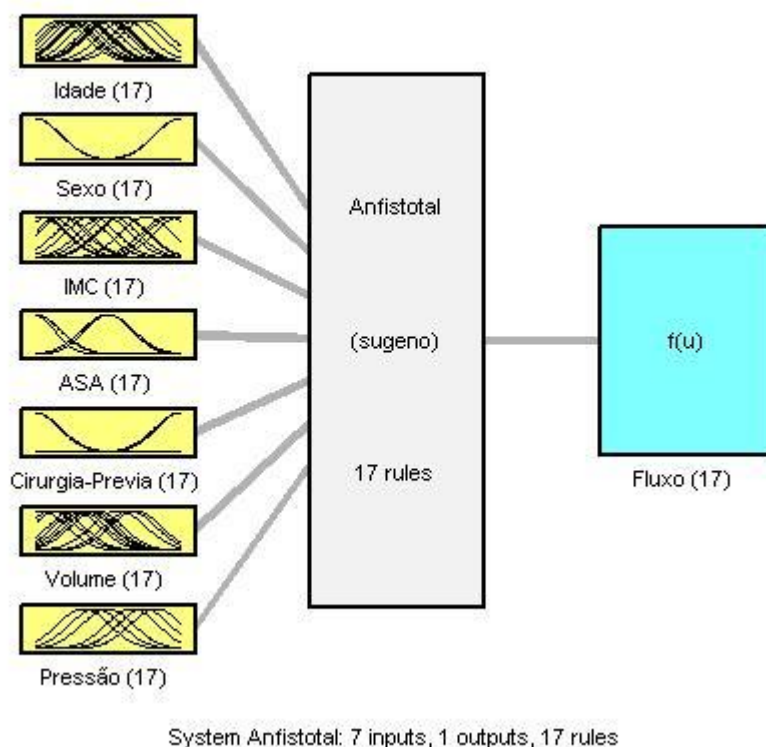 Idade (17)
Sexo (17)
IMC (17)
ASA (17)
Cirurgia-Previa (17)
Volume (17)
Pressão (17)
Anfistotal
(sugeno)
17 rules
f(u)
Fluxo (17)
System Anfistotal: 7 inputs, 1 outputs, 17 rules